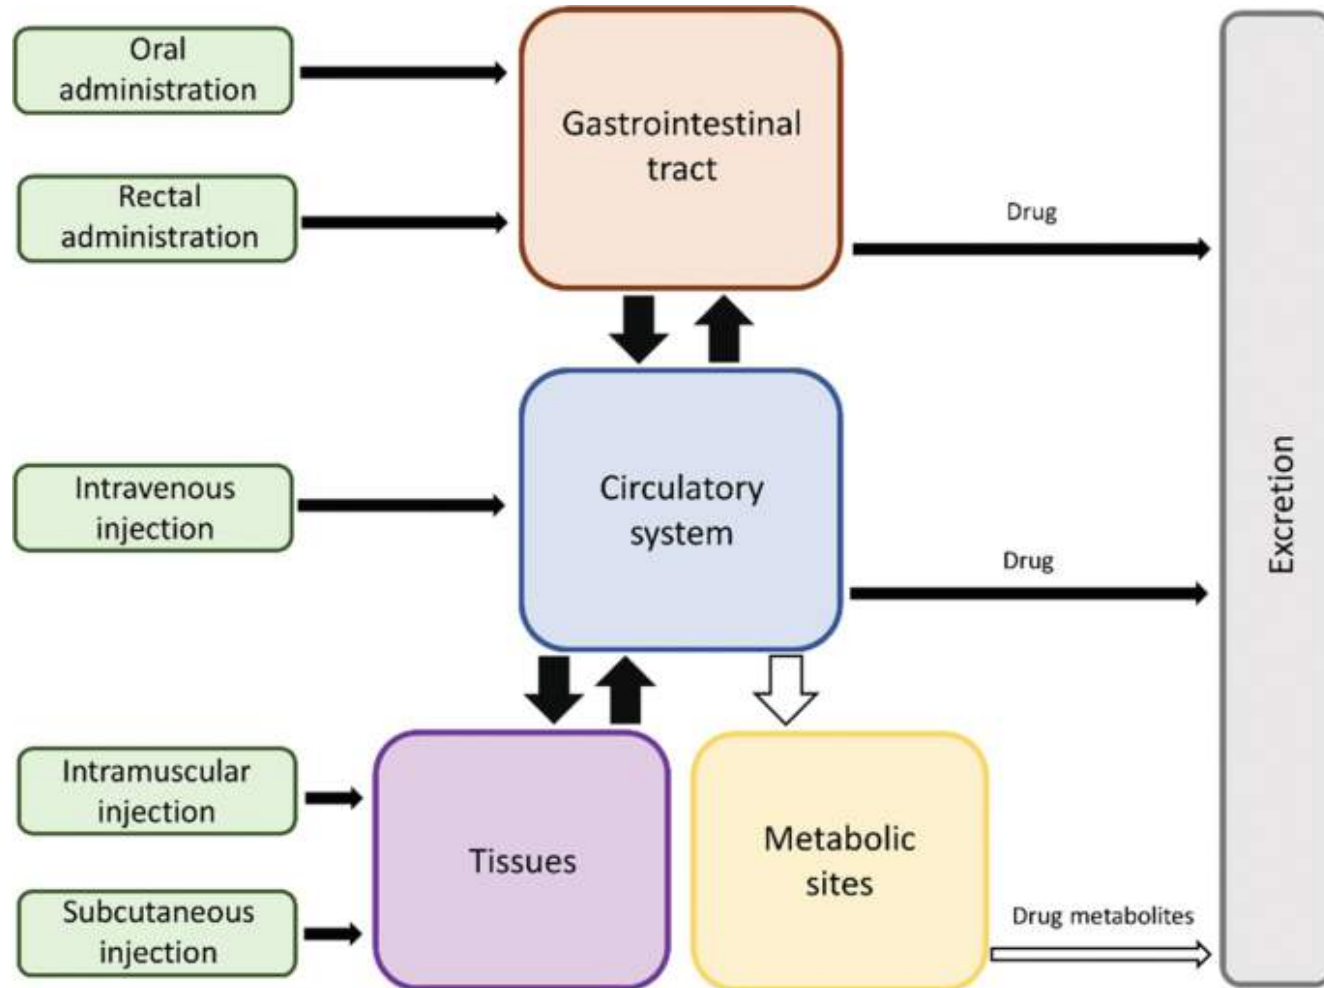 Oral
administration
Gastrointestinal
tract
Rectal
administration
Drug
Intravenous
injection
Circulatory
system
Drug
Excretion
Intramuscular
injection
Tissues
Metabolic
sites
Subcutaneous
injection
Drug metabolites